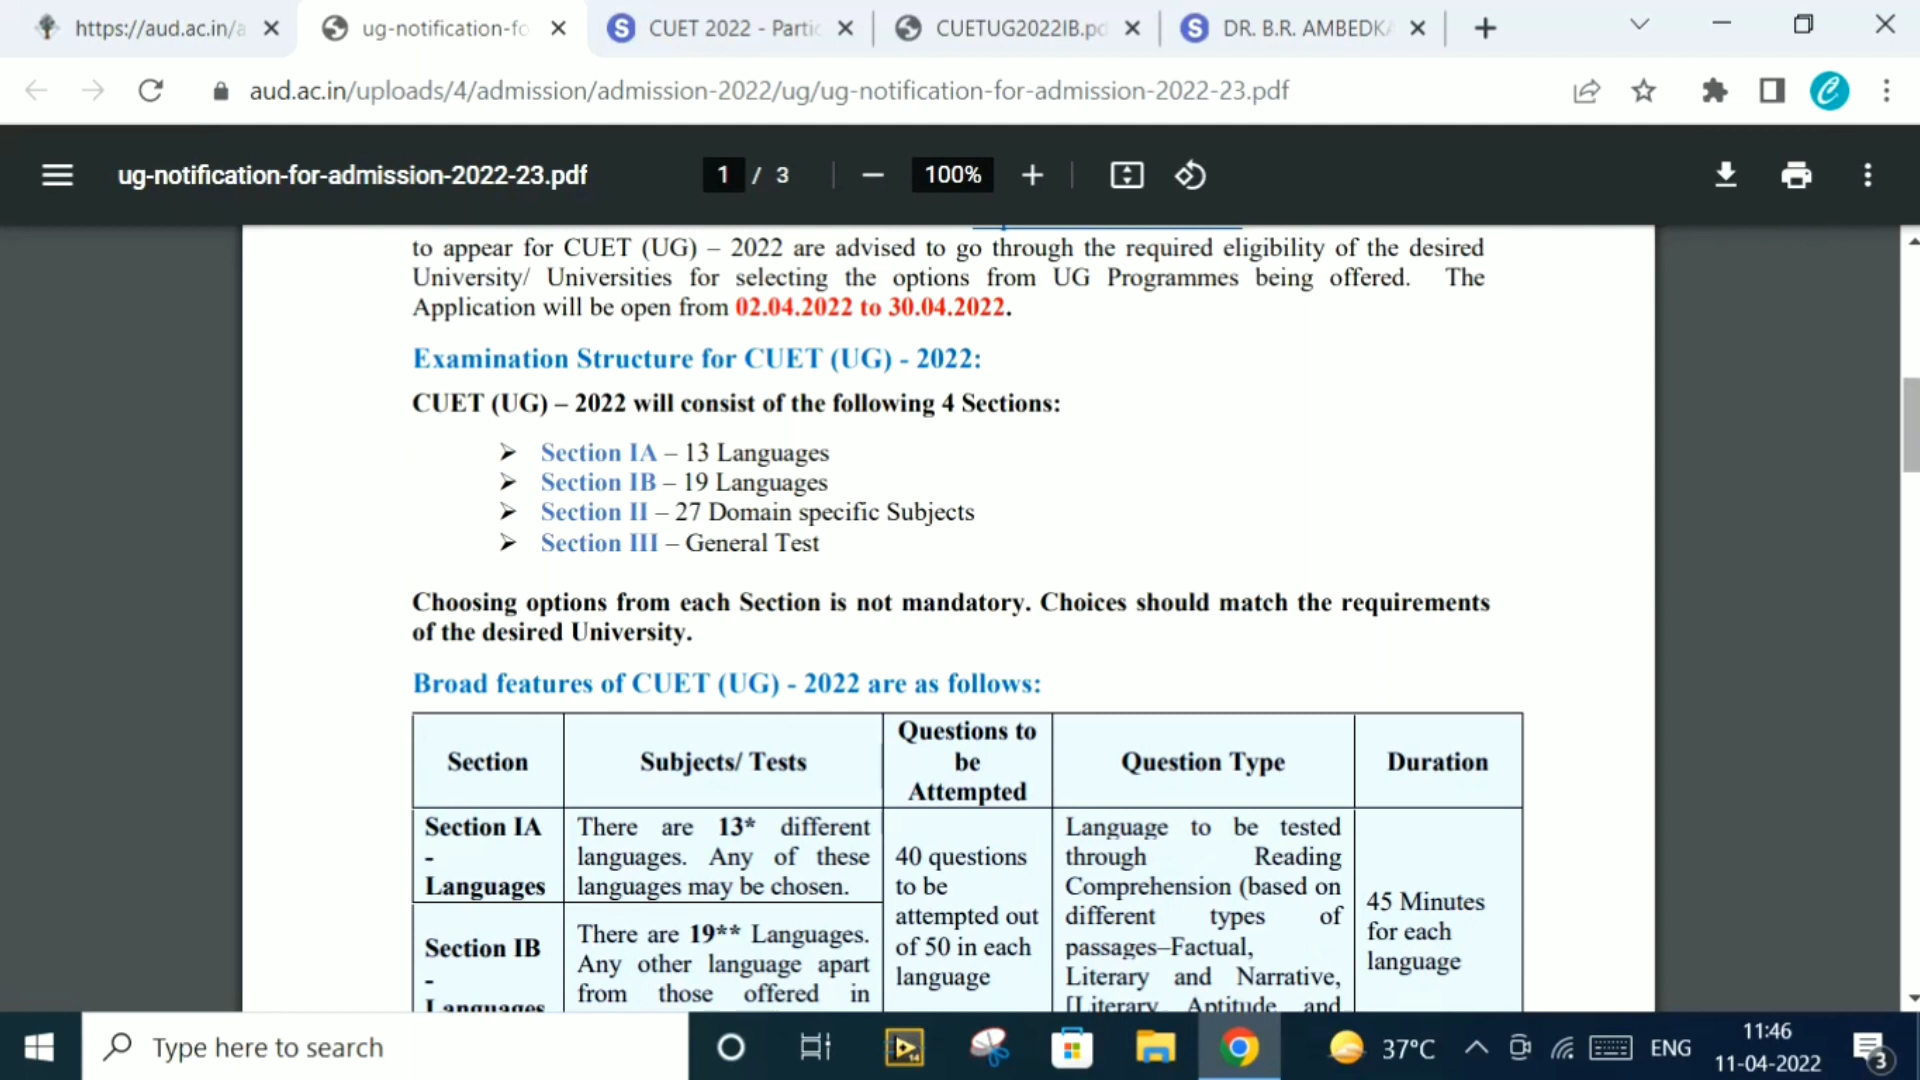 https://aud.ac.in/a
ug-notification-fo
CUET 2022 - Partic
CUETUG2022IB.pd
DR. B.R. AMBEDKA
aud.ac.in/uploads/4/admission/admission-2022/ug/ug-notification-for-admission-2022-23.pdf
ug-notification-for-admission-2022-23.pdf
1 / 3
100%
to appear for CUET (UG) – 2022 are advised to go through the required eligibility of the desired
University/ Universities for selecting the options from UG Programmes being offered. The
Application will be open from 02.04.2022 to 30.04.2022.
Examination Structure for CUET (UG) - 2022:
CUET (UG) – 2022 will consist of the following 4 Sections:
➢ Section IA – 13 Languages
➢ Section IB – 19 Languages
➢ Section II – 27 Domain specific Subjects
➢ Section III – General Test
Choosing options from each Section is not mandatory. Choices should match the requirements
of the desired University.
Broad features of CUET (UG) - 2022 are as follows:
Section
Subjects/ Tests
Questions to
be
Attempted
Question Type
Duration
Section IA
-
Languages
There are 13* different
languages. Any of these
languages may be chosen.
40 questions
to be
attempted out
of 50 in each
language
Language to be tested
through Reading
Comprehension (based on
different types of
passages–Factual,
Literary and Narrative,
[Literary Aptitude and
45 Minutes
for each
language
Section IB
-
Languages
There are 19** Languages.
Any other language apart
from those offered in
Type here to search
37°C
ENG
11:46
11-04-2022
3